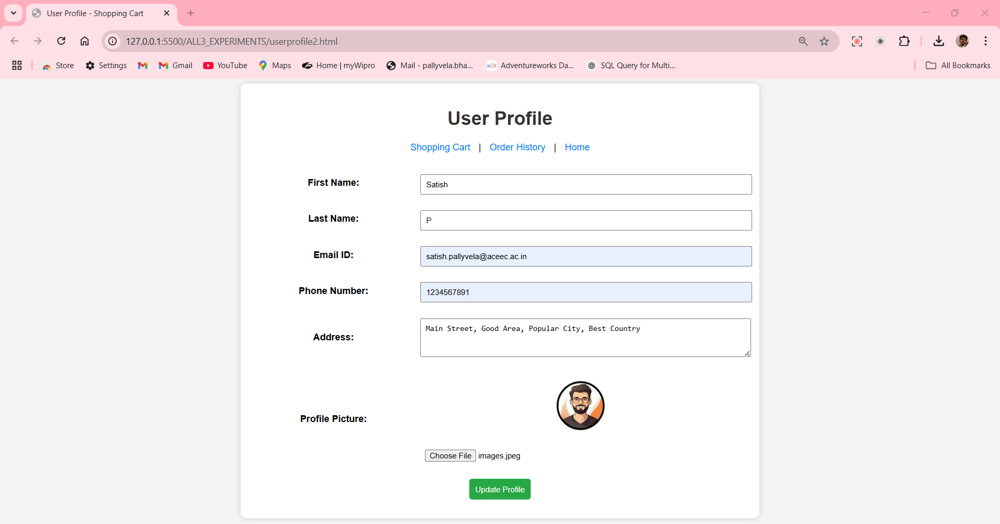 User Profile - Shopping Cart
127.0.0.1:5500/ALL3_EXPERIMENTS/userprofile2.html
Store Settings Gmail YouTube Maps Home | myWipro Mail - pallyvela.bha... w3r Adventureworks Da... SQL Query for Multi... All Bookmarks
User Profile
Shopping Cart | Order History | Home
First Name: Satish
Last Name: P
Email ID: satish.pallyvela@aceec.ac.in
Phone Number: 1234567891
Address: Main Street, Good Area, Popular City, Best Country
Profile Picture:
Choose File images.jpeg
Update Profile